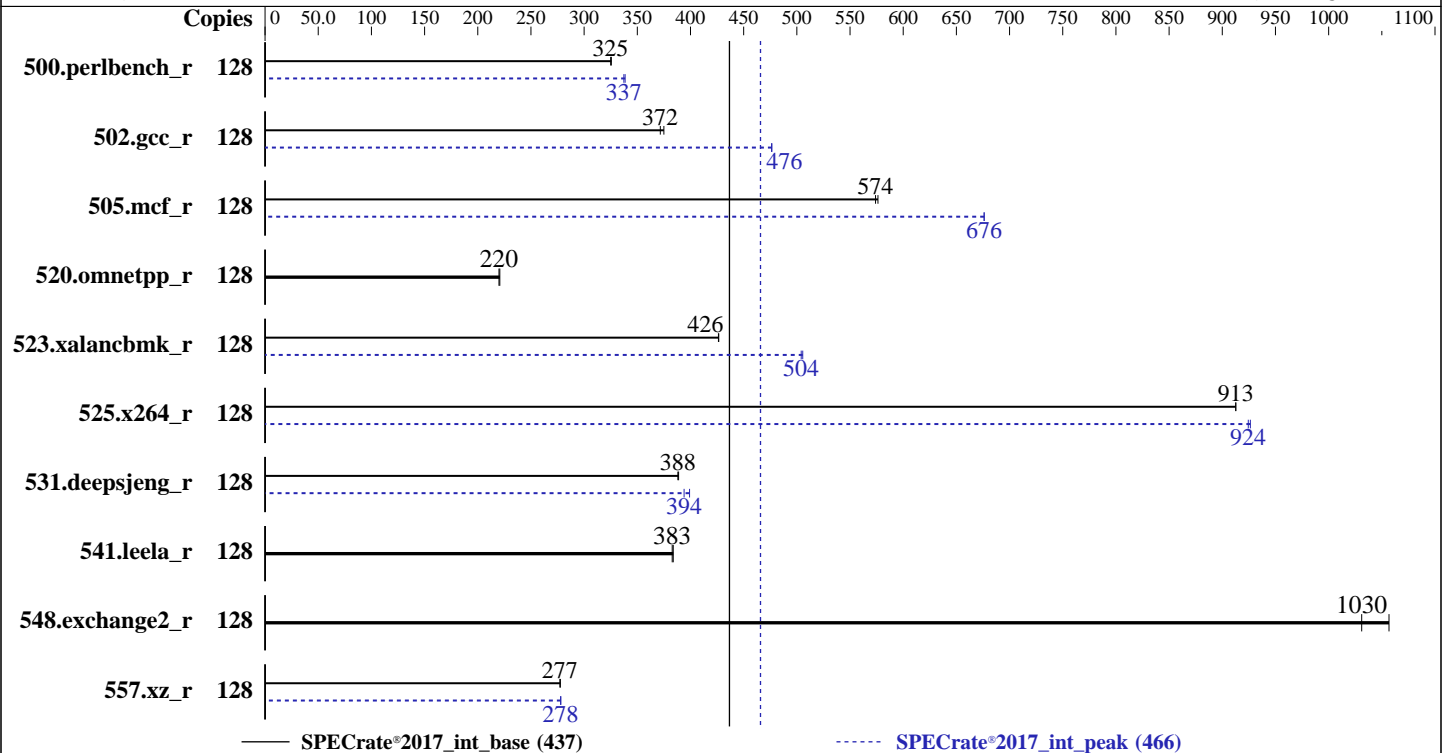 Copies 0 50.0 100 150 200 250 300 350 400 450 500 550 600 650 700 750 800 850 900 950 1000 1100
500.perlbench_r 128 325
337
502.gcc_r 128 372
476
505.mcf_r 128 574
676
520.omnetpp_r 128 220
523.xalancbmk_r 128 426
504
525.x264_r 128 913
924
531.deepsjeng_r 128 388
394
541.leela_r 128 383
548.exchange2_r 128 1030
557.xz_r 128 277
278
SPECrate®2017_int_base (437) SPECrate®2017_int_peak (466)